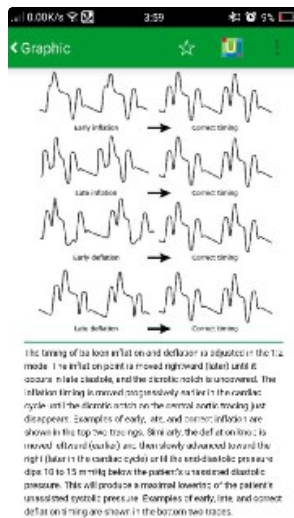 0.00K/s 3:59 9%
Graphic
Early inflation Correct timing
Late inflation Correct timing
Early deflation Correct timing
Late deflation Correct timing
The timing of balloon inflation and deflation is adjusted in the 1:2
mode. The inflation point is moved rightward (later) until it
occurs in late diastole, and the dicrotic notch is uncovered. The
inflation timing is moved progressively earlier in the cardiac
cycle until the dicrotic notch on the central aortic tracing just
disappears. Examples of early, late, and correct inflation are
shown in the top two tracings. Similarly, the deflation knob is
moved leftward (earlier) and then slowly advanced toward the
right (later in the cardiac cycle) until the end-diastolic pressure
dips 10 to 15 mmHg below the patient's unassisted diastolic
pressure. This will produce a maximal lowering of the patient's
unassisted systolic pressure. Examples of early, late, and correct
deflation timing are shown in the bottom two traces.